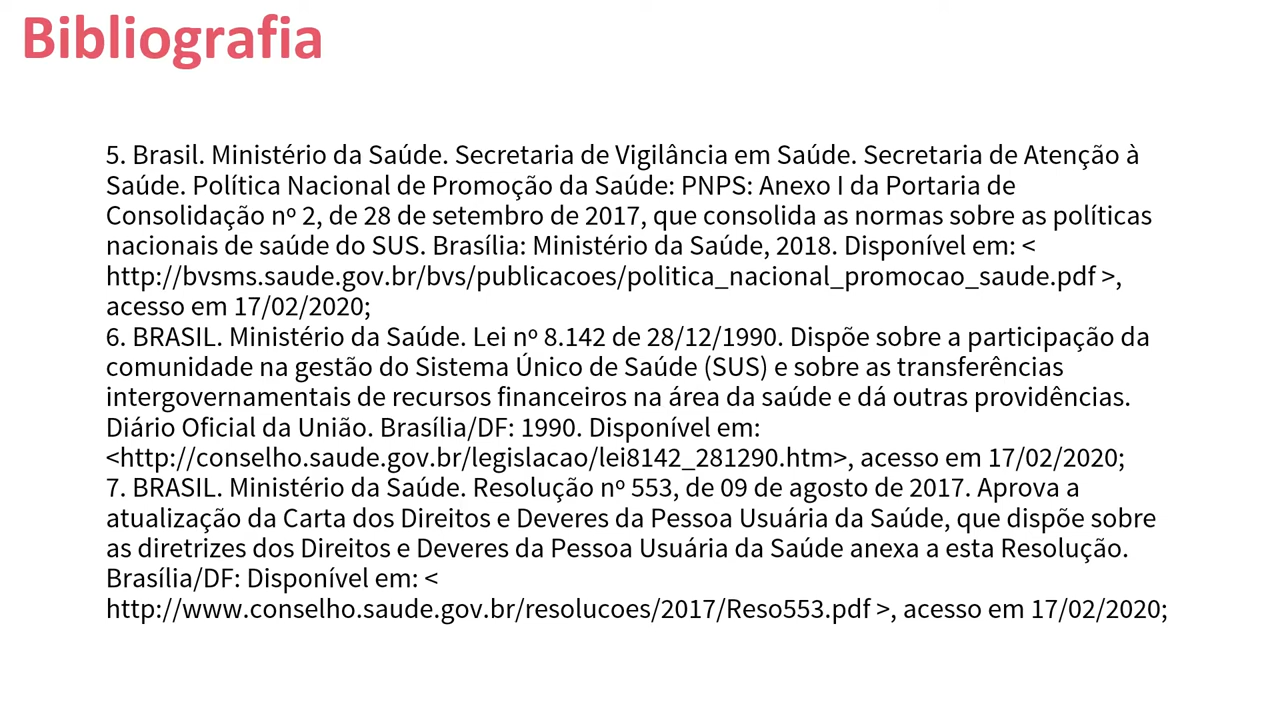 Bibliografia
5. Brasil. Ministério da Saúde. Secretaria de Vigilância em Saúde. Secretaria de Atenção à
Saúde. Política Nacional de Promoção da Saúde: PNPS: Anexo I da Portaria de
Consolidação nº 2, de 28 de setembro de 2017, que consolida as normas sobre as políticas
nacionais de saúde do SUS. Brasília: Ministério da Saúde, 2018. Disponível em: <
http://bvsms.saude.gov.br/bvs/publicacoes/politica_nacional_promocao_saude.pdf >,
acesso em 17/02/2020;
6. BRASIL. Ministério da Saúde. Lei nº 8.142 de 28/12/1990. Dispõe sobre a participação da
comunidade na gestão do Sistema Único de Saúde (SUS) e sobre as transferências
intergovernamentais de recursos financeiros na área da saúde e dá outras providências.
Diário Oficial da União. Brasília/DF: 1990. Disponível em:
<http://conselho.saude.gov.br/legislacao/lei8142_281290.htm>, acesso em 17/02/2020;
7. BRASIL. Ministério da Saúde. Resolução nº 553, de 09 de agosto de 2017. Aprova a
atualização da Carta dos Direitos e Deveres da Pessoa Usuária da Saúde, que dispõe sobre
as diretrizes dos Direitos e Deveres da Pessoa Usuária da Saúde anexa a esta Resolução.
Brasília/DF: Disponível em: <
http://www.conselho.saude.gov.br/resolucoes/2017/Reso553.pdf >, acesso em 17/02/2020;